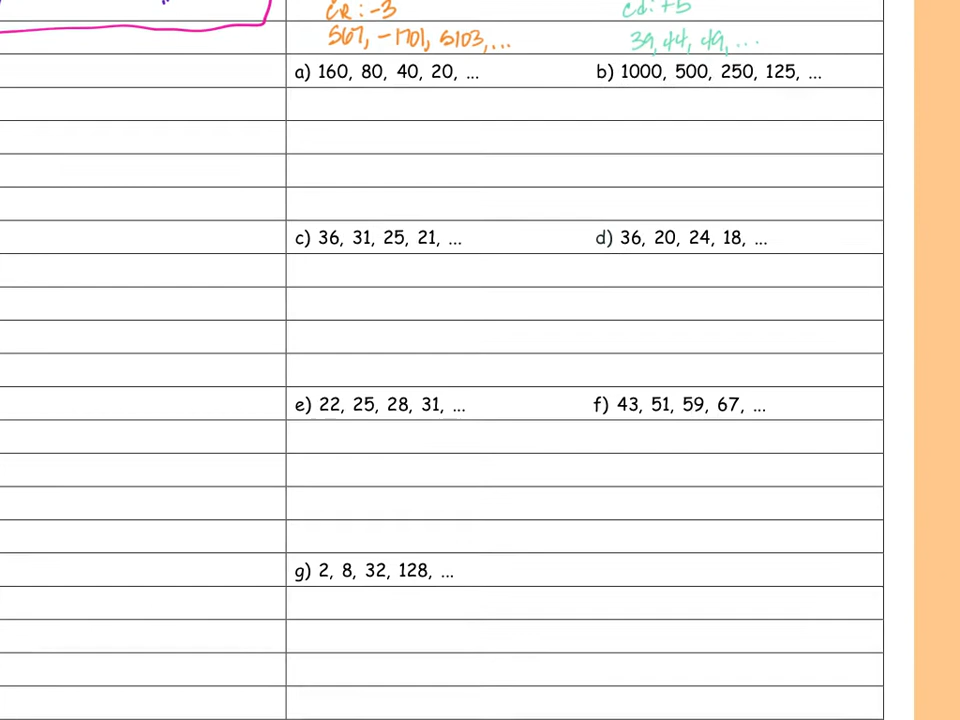 CR: -3 cd: +5
567, -1701, 5103, ... 39, 44, 49, ...
a) 160, 80, 40, 20, ... b) 1000, 500, 250, 125, ...
c) 36, 31, 25, 21, ... d) 36, 20, 24, 18, ...
e) 22, 25, 28, 31, ... f) 43, 51, 59, 67, ...
g) 2, 8, 32, 128, ...